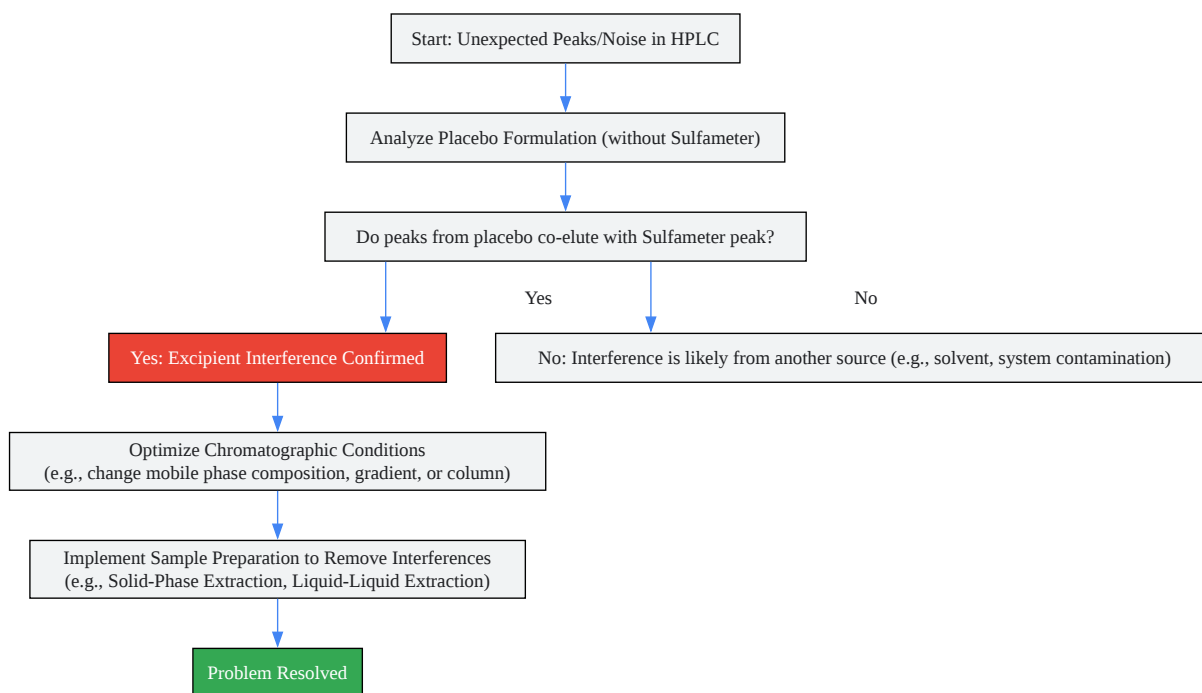 Start: Unexpected Peaks/Noise in HPLC
Analyze Placebo Formulation (without Sulfameter)
Do peaks from placebo co-elute with Sulfameter peak?
Yes
No
Yes: Excipient Interference Confirmed
No: Interference is likely from another source (e.g., solvent, system contamination)
Optimize Chromatographic Conditions
(e.g., change mobile phase composition, gradient, or column)
Implement Sample Preparation to Remove Interferences
(e.g., Solid-Phase Extraction, Liquid-Liquid Extraction)
Problem Resolved